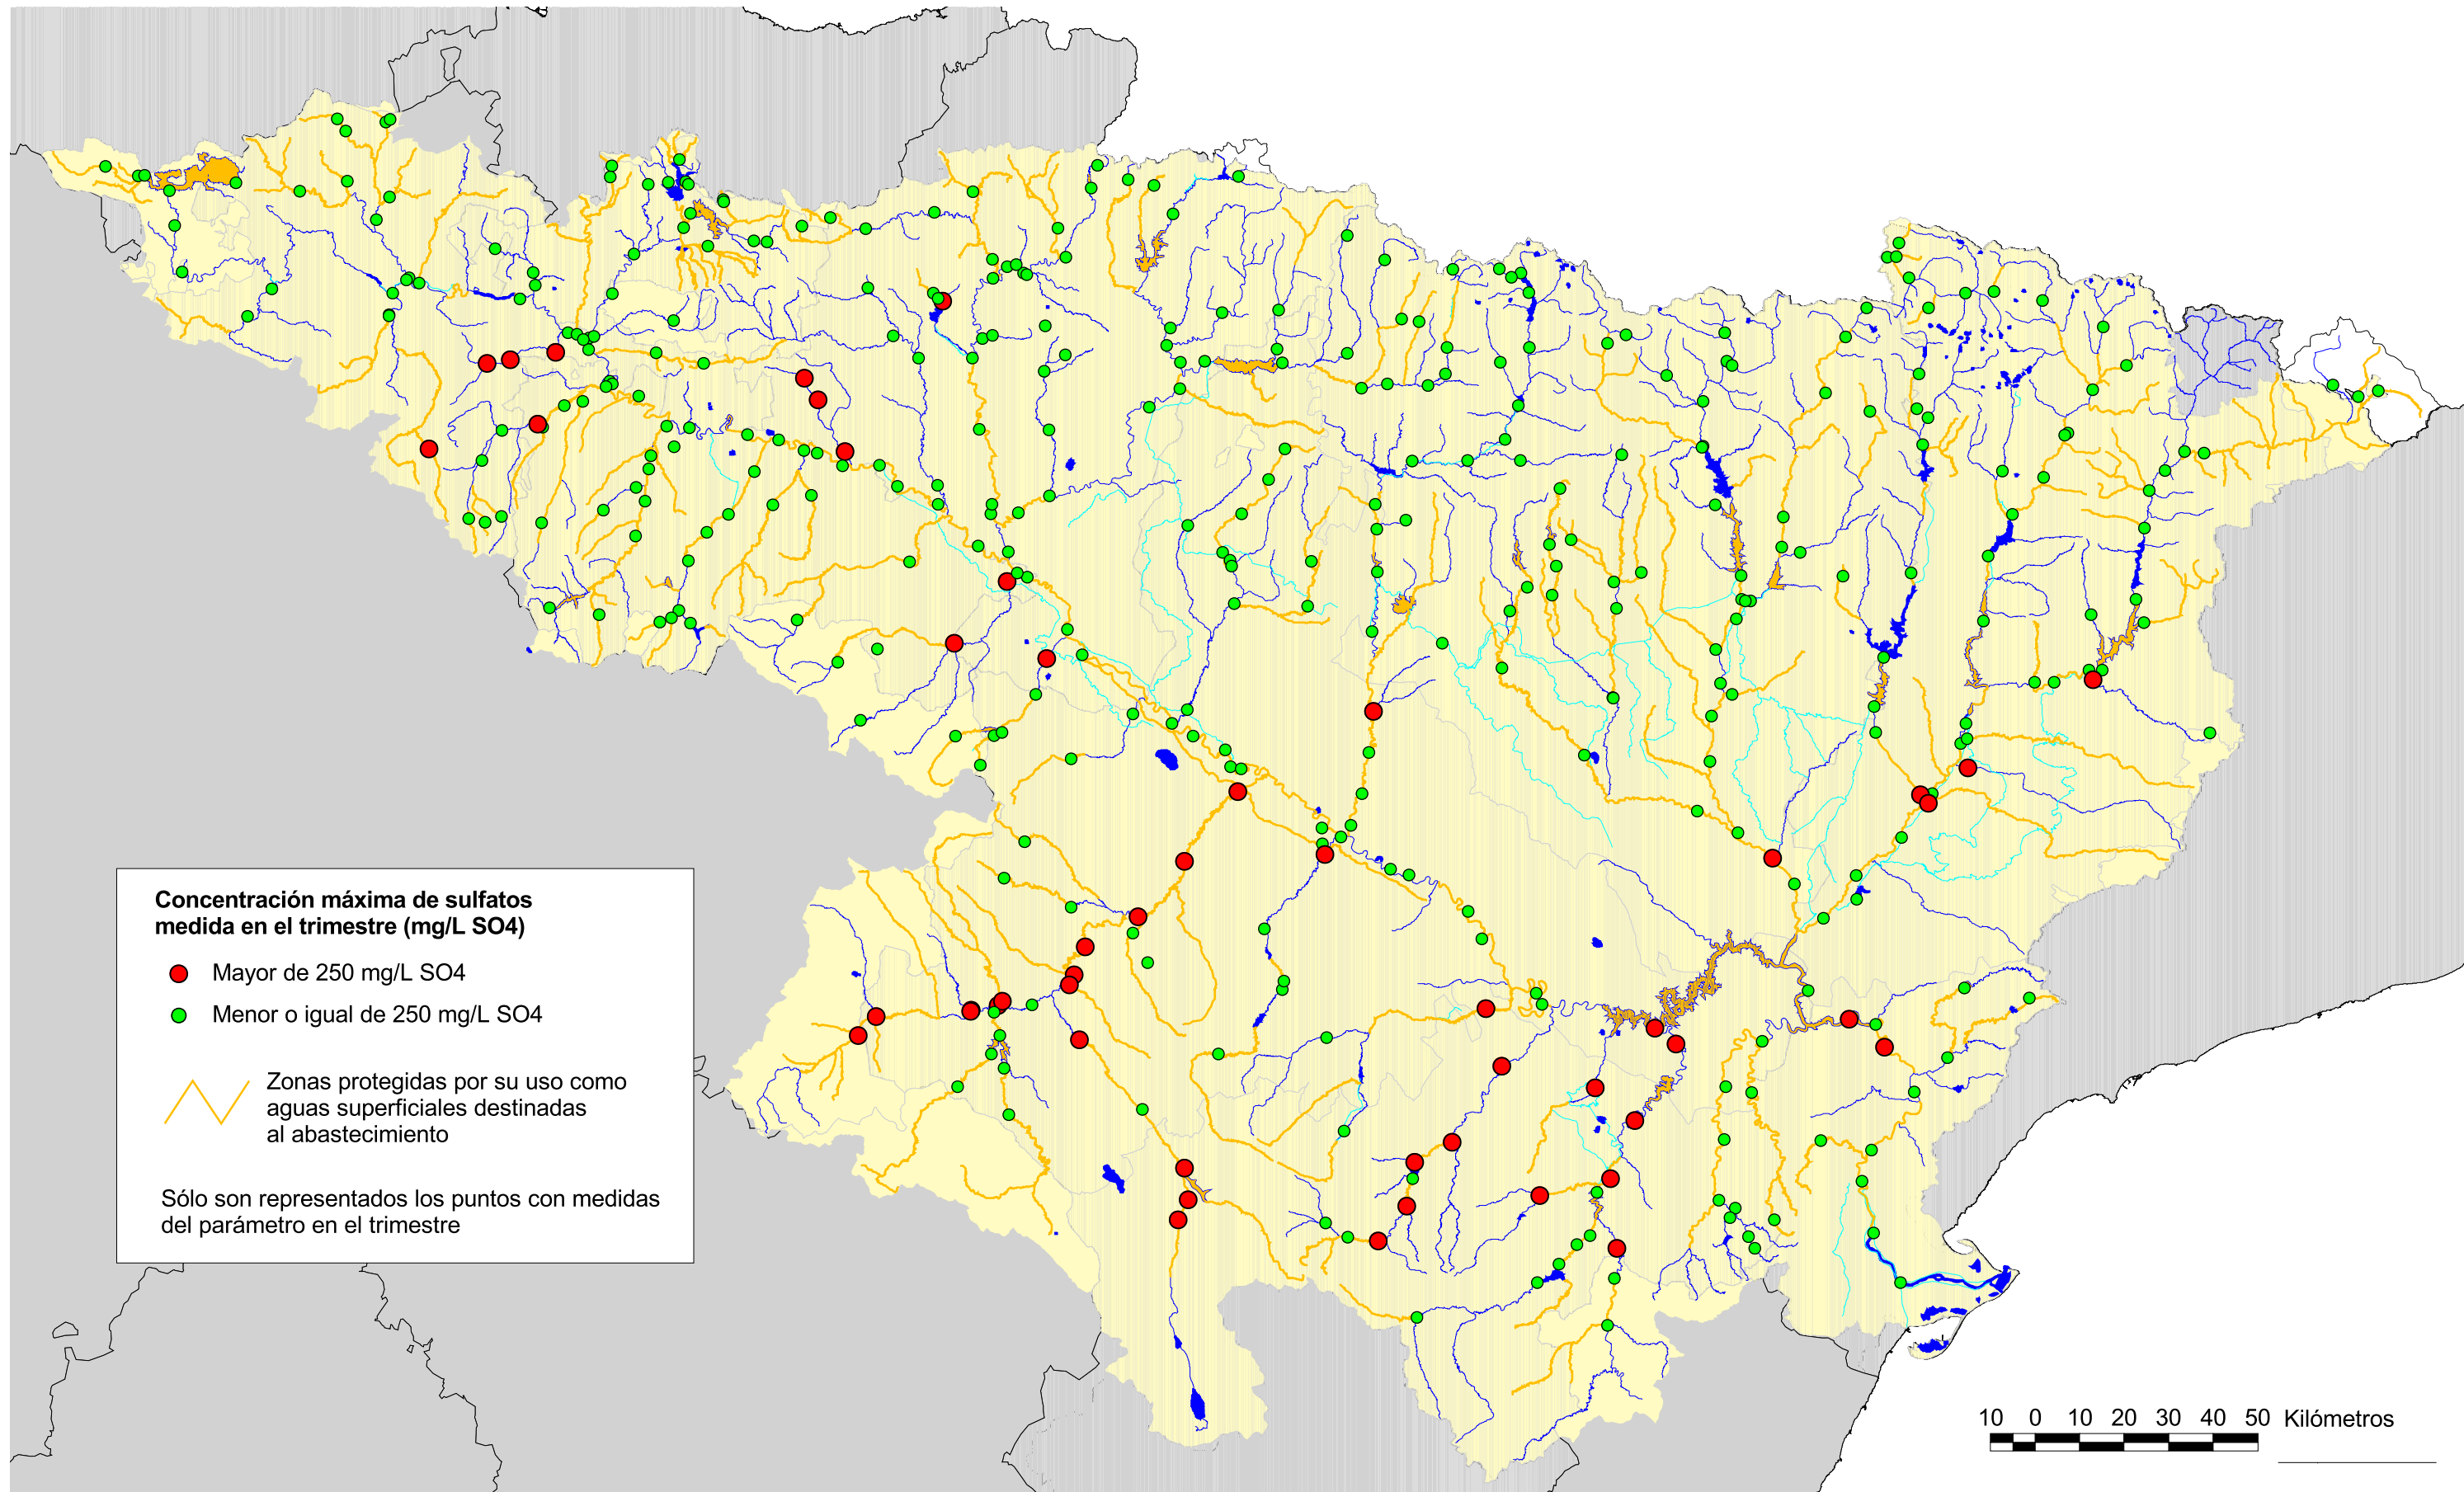 Concentración máxima de sulfatos
medida en el trimestre (mg/L SO4)
Mayor de 250 mg/L SO4
Menor o igual de 250 mg/L SO4
Zonas protegidas por su uso como
aguas superficiales destinadas
al abastecimiento
Sólo son representados los puntos con medidas
del parámetro en el trimestre
10 0 10 20 30 40 50 Kilómetros